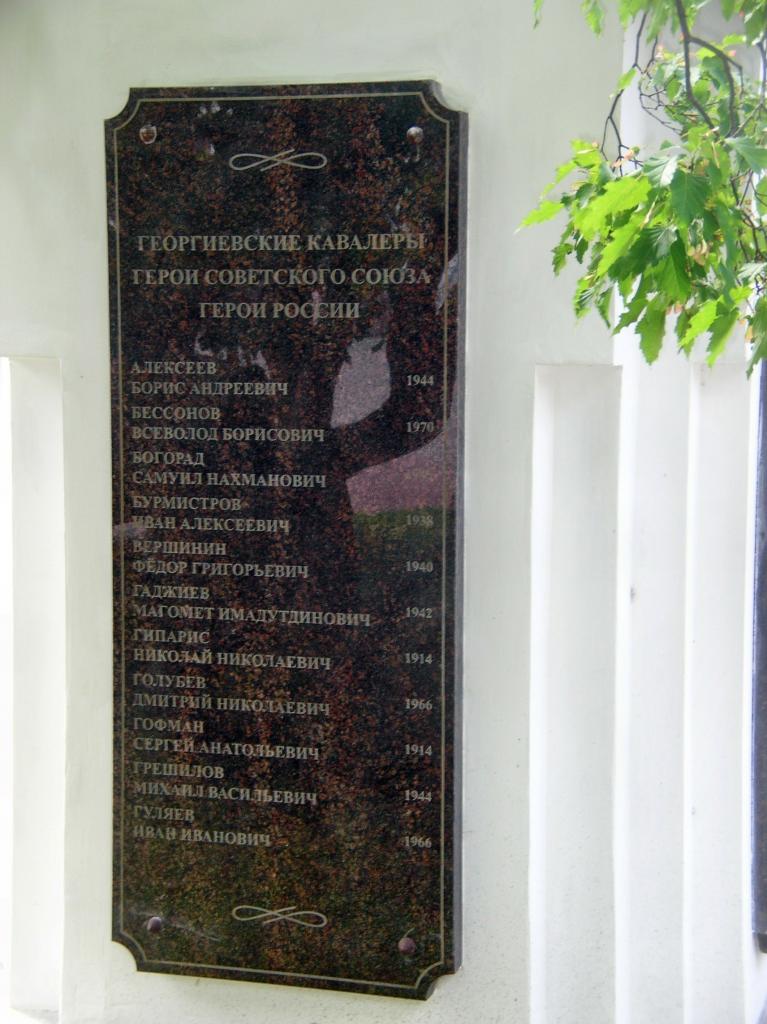 ГЕОРГИЕВСКИЕ КАВАЛЕРЫ
ГЕРОИ СОВЕТСКОГО СОЮЗА
ГЕРОИ РОССИИ
АЛЕКСЕЕВ
БОРИС АНДРЕЕВИЧ 1944
БЕССОНОВ
ВСЕВОЛОД БОРИСОВИЧ 1970
БОГОРАД
САМУИЛ НАХМАНОВИЧ
БУРМИСТРОВ
ИВАН АЛЕКСЕЕВИЧ 1938
ВЕРШИНИН
ФЁДОР ГРИГОРЬЕВИЧ 1940
ГАДЖИЕВ
МАГОМЕТ ИМАДУТДИНОВИЧ 1942
ГИПАРИС
НИКОЛАЙ НИКОЛАЕВИЧ 1914
ГОЛУБЕВ
ДМИТРИЙ НИКОЛАЕВИЧ 1966
ГОФМАН
СЕРГЕЙ АНАТОЛЬЕВИЧ 1914
ГРЕШИЛОВ
МИХАИЛ ВАСИЛЬЕВИЧ 1944
ГУЛЯЕВ
ИВАН ИВАНОВИЧ 1966